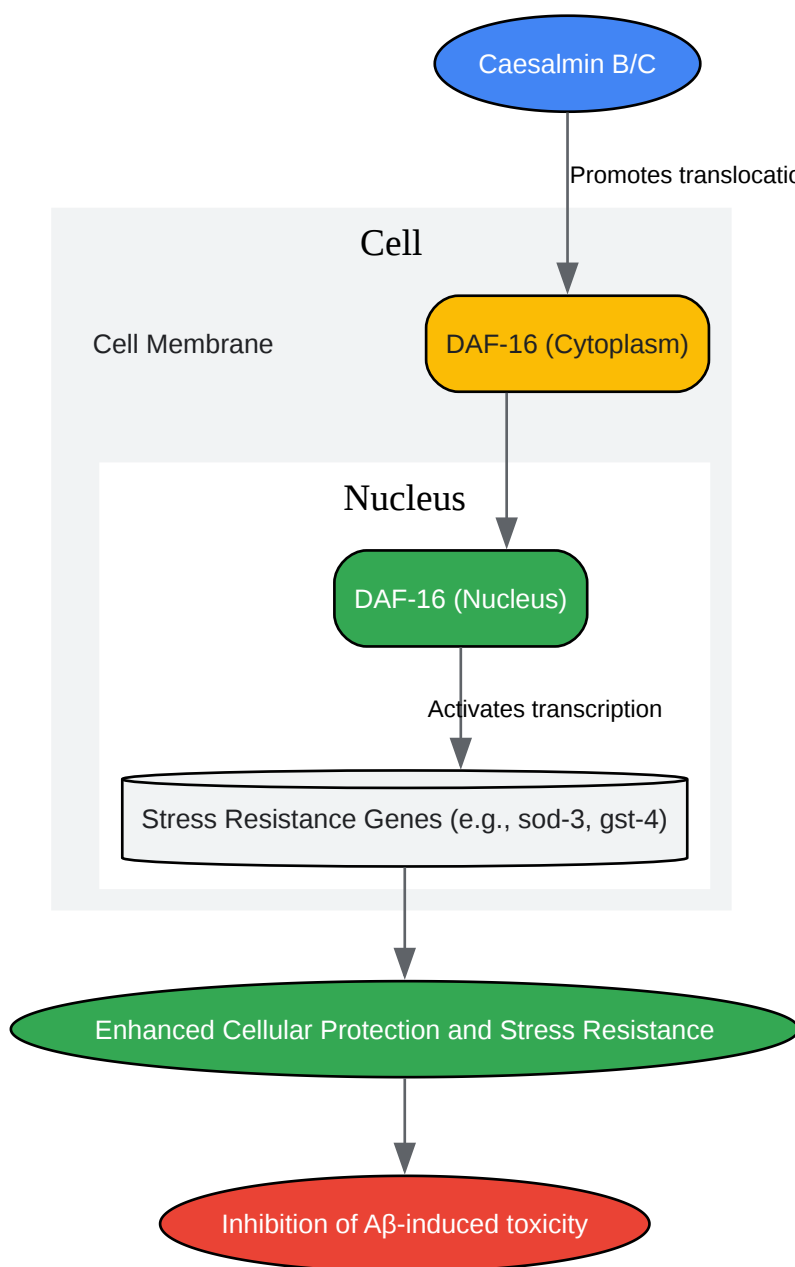 Caesalmin B/C
Promotes translocatio
Cell
Cell Membrane
DAF-16 (Cytoplasm)
Nucleus
DAF-16 (Nucleus)
Activates transcription
Stress Resistance Genes (e.g., sod-3, gst-4)
Enhanced Cellular Protection and Stress Resistance
Inhibition of Aβ-induced toxicity